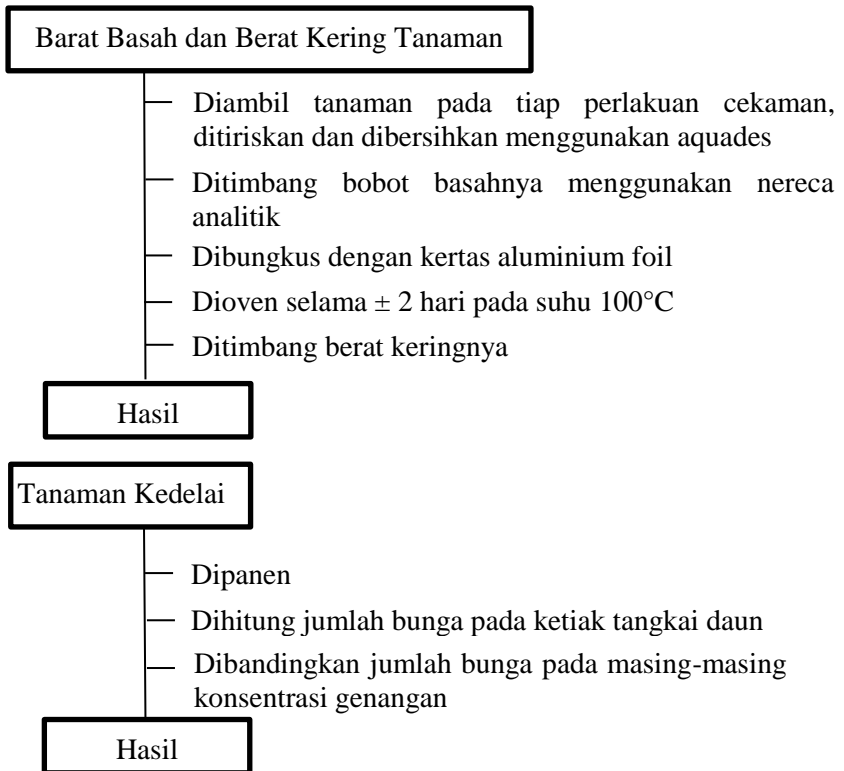 Barat Basah dan Berat Kering Tanaman
Diambil tanaman pada tiap perlakuan cekaman,
ditiriskan dan dibersihkan menggunakan aquades
Ditimbang bobot basahnya menggunakan nereca
analitik
Dibungkus dengan kertas aluminium foil
Dioven selama ± 2 hari pada suhu 100°C
Ditimbang berat keringnya
Hasil
Tanaman Kedelai
Dipanen
Dihitung jumlah bunga pada ketiak tangkai daun
Dibandingkan jumlah bunga pada masing-masing
konsentrasi genangan
Hasil